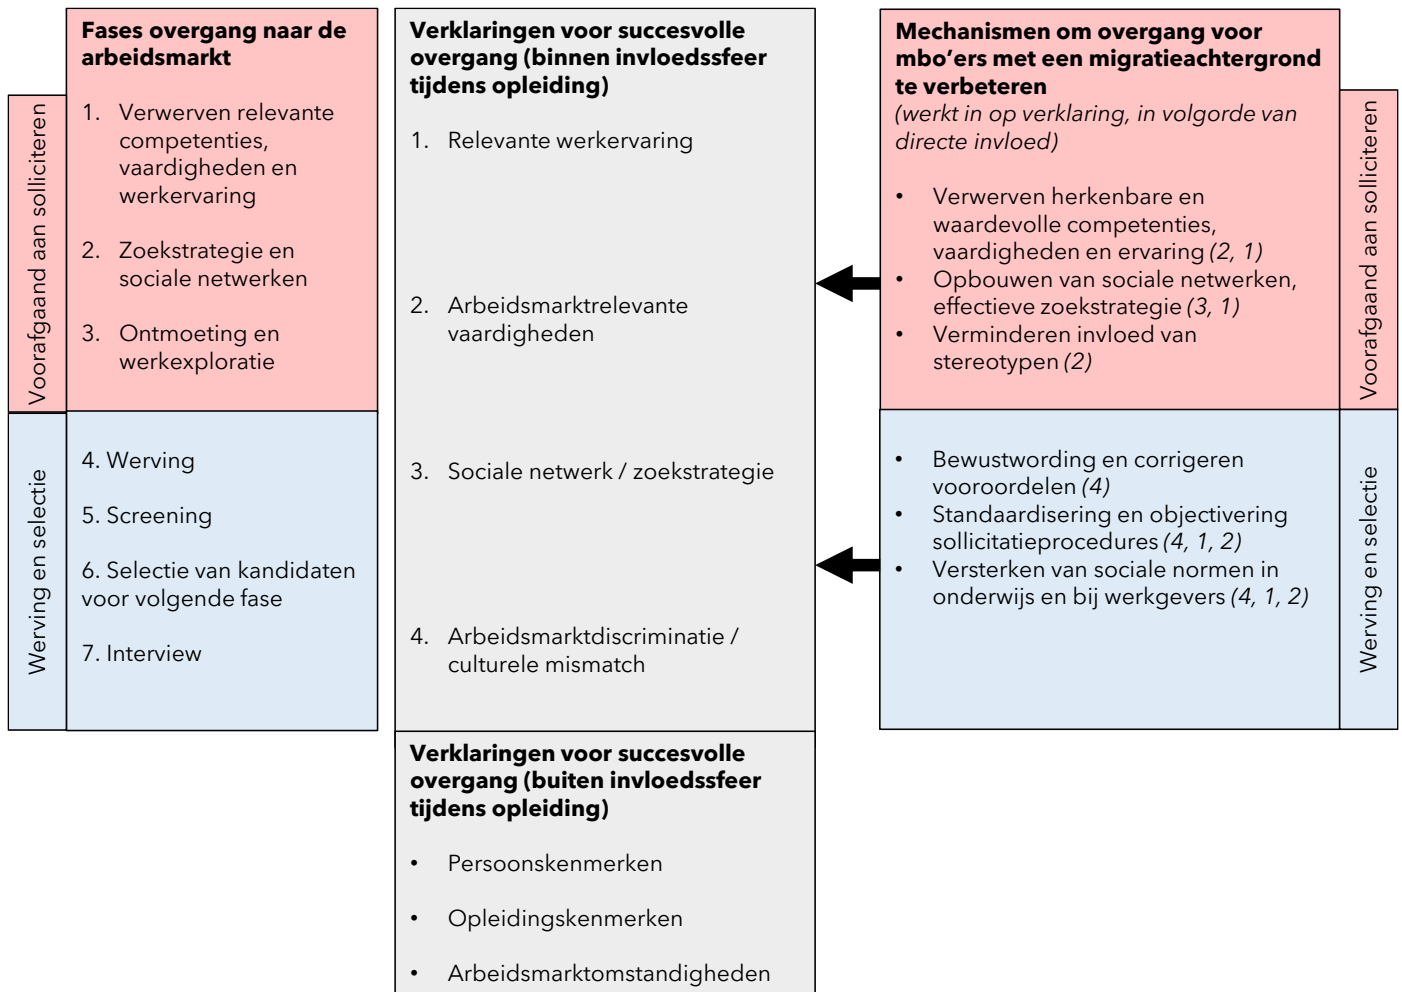 Voorafgaand aan solliciteren
Werving en selectie
Fases overgang naar de
arbeidsmarkt
1. Verwerven relevante
competenties,
vaardigheden en
werkervaring
2. Zoekstrategie en
sociale netwerken
3. Ontmoeting en
werkexploratie
4. Werving
5. Screening
6. Selectie van kandidaten
voor volgende fase
7. Interview
Verklaringen voor succesvolle
overgang (binnen invloedssfeer
tijdens opleiding)
1. Relevante werkervaring
2. Arbeidsmarktrelevante
vaardigheden
3. Sociale netwerk / zoekstrategie
4. Arbeidsmarktdiscriminatie /
culturele mismatch
Verklaringen voor succesvolle
overgang (buiten invloedssfeer
tijdens opleiding)
• Persoonskenmerken
• Opleidingskenmerken
• Arbeidsmarktomstandigheden
Mechanismen om overgang voor
mbo'ers met een migratieachtergrond
te verbeteren
(werkt in op verklaring, in volgorde van
directe invloed)
• Verwerven herkenbare en
waardevolle competenties,
vaardigheden en ervaring (2, 1)
• Opbouwen van sociale netwerken,
effectieve zoekstrategie (3, 1)
• Verminderen invloed van
stereotypen (2)
• Bewustwording en corrigeren
vooroordelen (4)
• Standaardisering en objectivering
sollicitatieprocedures (4, 1, 2)
• Versterken van sociale normen in
onderwijs en bij werkgevers (4, 1, 2)
Voorafgaand aan solliciteren
Werving en selectie